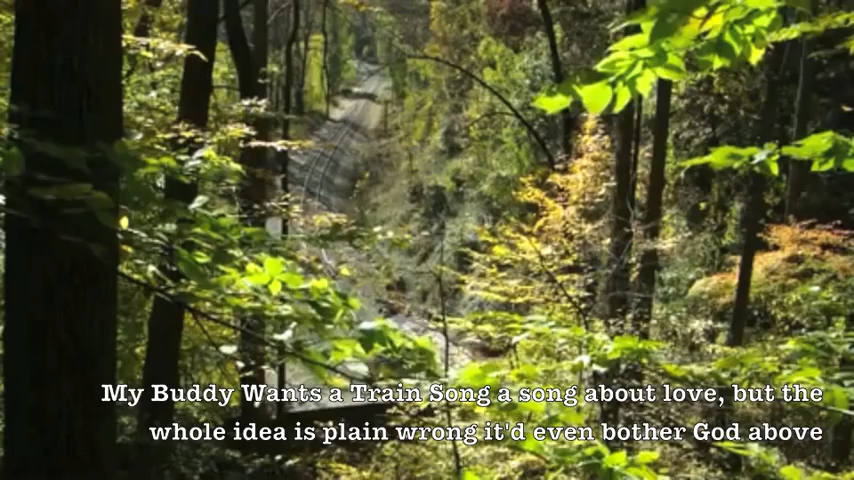 My Buddy Wants a Train Song a song about love, but the
whole idea is plain wrong it'd even bother God above